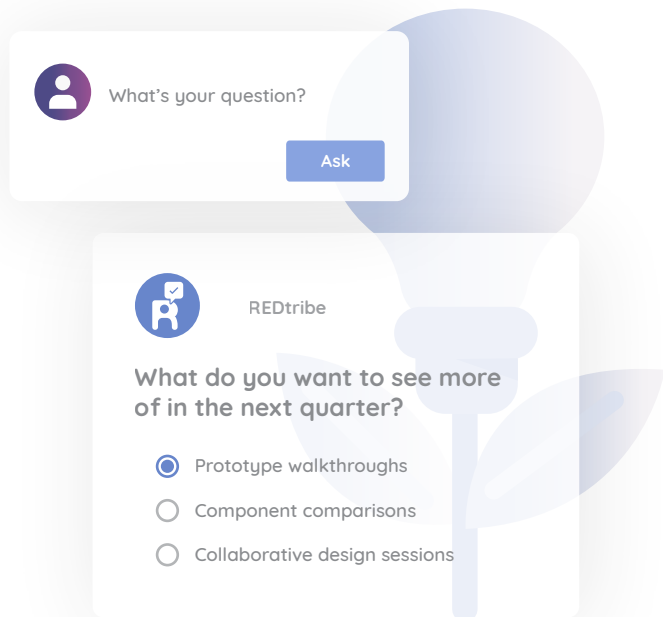 What's your question?
Ask
REDtribe
What do you want to see more
of in the next quarter?
Prototype walkthroughs
Component comparisons
Collaborative design sessions